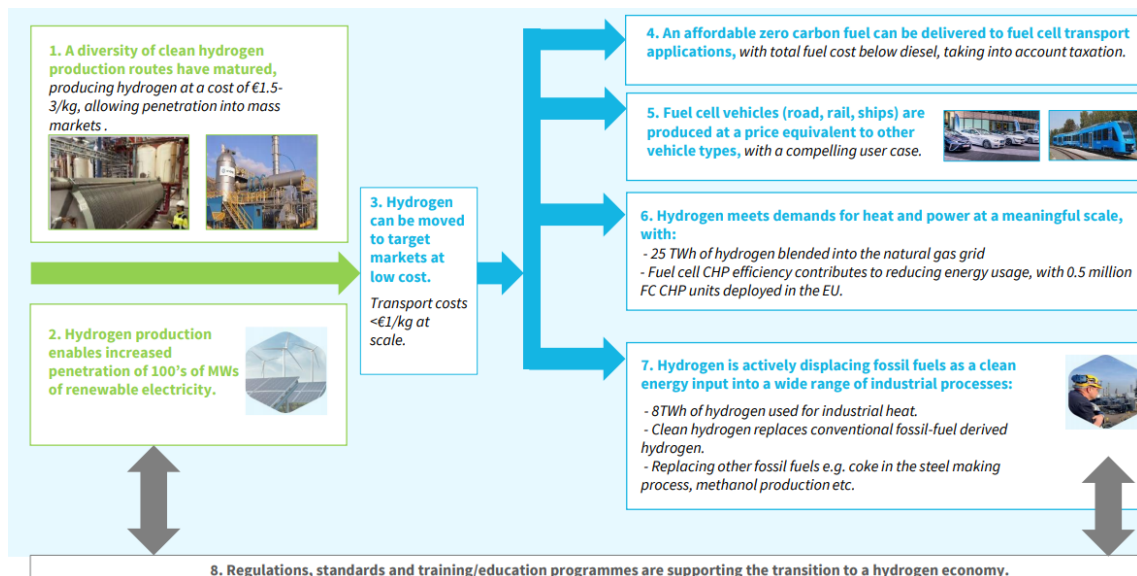 1. A diversity of clean hydrogen
production routes have matured,
producing hydrogen at a cost of €1.5-
3/kg, allowing penetration into mass
markets .
2. Hydrogen production
enables increased
penetration of 100's of MWs
of renewable electricity.
3. Hydrogen
can be moved
to target
markets at
low cost.
Transport costs
<€1/kg at
scale.
4. An affordable zero carbon fuel can be delivered to fuel cell transport
applications, with total fuel cost below diesel, taking into account taxation.
5. Fuel cell vehicles (road, rail, ships) are
produced at a price equivalent to other
vehicle types, with a compelling user case.
6. Hydrogen meets demands for heat and power at a meaningful scale,
with:
- 25 TWh of hydrogen blended into the natural gas grid
- Fuel cell CHP efficiency contributes to reducing energy usage, with 0.5 million
FC CHP units deployed in the EU.
7. Hydrogen is actively displacing fossil fuels as a clean
energy input into a wide range of industrial processes:
- 8TWh of hydrogen used for industrial heat.
- Clean hydrogen replaces conventional fossil-fuel derived
hydrogen.
- Replacing other fossil fuels e.g. coke in the steel making
process, methanol production etc.
8. Regulations, standards and training/education programmes are supporting the transition to a hydrogen economy.